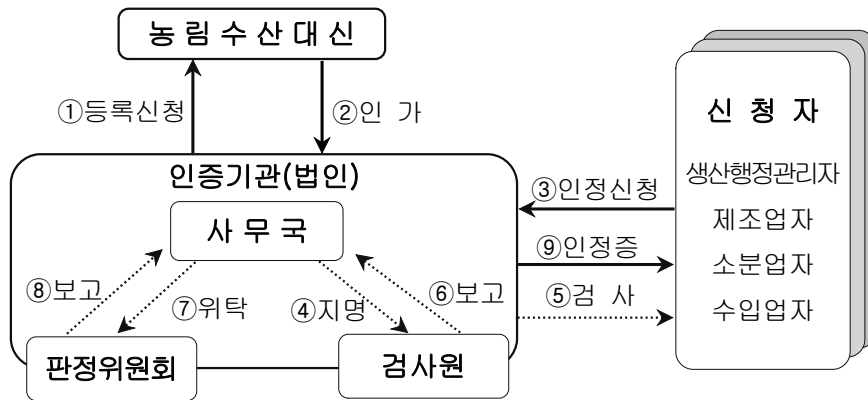 농림수산대신
①등록신청
②인 가
인증기관(법인)
사무국
⑧보고
⑦위탁
④지명
⑥보고
판정위원회
검사원
③인정신청
⑨인정증
⑤검 사
신 청 자
생산행정관리자
제조업자
소분업자
수입업자